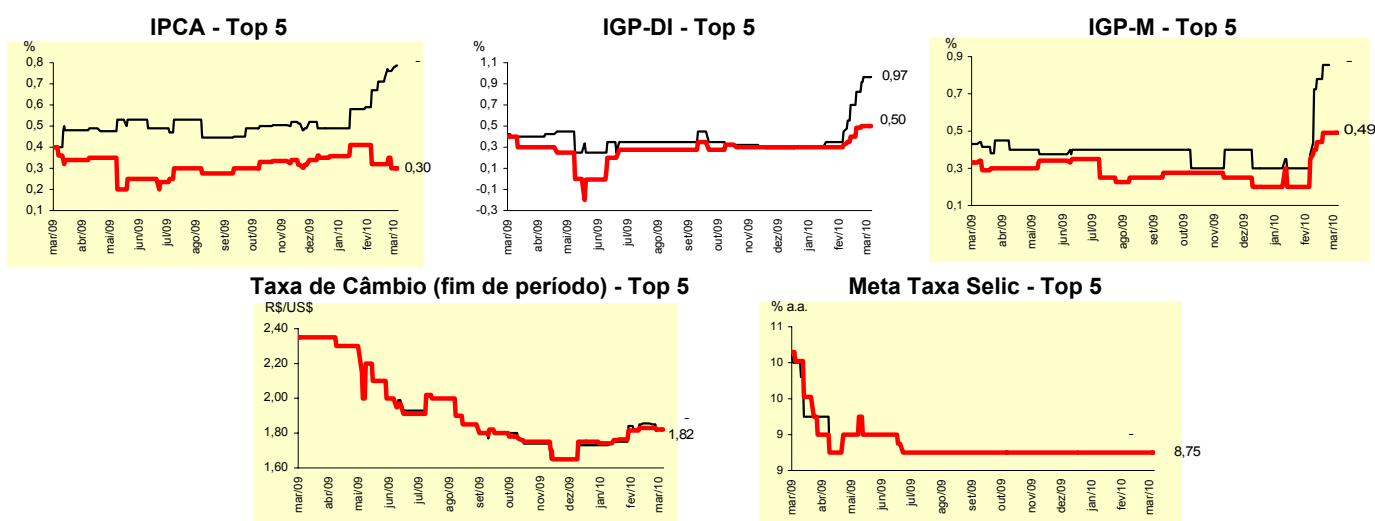 IPCA - Top 5
%
0,8
0,7
0,6
0,5
0,4
0,3
0,2
0,1
-
0,30
mar/09
abr/09
mai/09
jun/09
jul/09
ago/09
set/09
out/09
nov/09
dez/09
jan/10
fev/10
mar/10
IGP-DI - Top 5
%
1,1
0,9
0,7
0,5
0,3
0,1
-0,1
-0,3
0,97
0,50
mar/09
abr/09
mai/09
jun/09
jul/09
ago/09
set/09
out/09
nov/09
dez/09
jan/10
fev/10
mar/10
IGP-M - Top 5
%
0,9
0,7
0,5
0,3
0,1
-
0,49
mar/09
abr/09
mai/09
jun/09
jul/09
ago/09
set/09
out/09
nov/09
dez/09
jan/10
fev/10
mar/10
Taxa de Câmbio (fim de período) - Top 5
R$/US$
2,40
2,20
2,00
1,80
1,60
-
1,82
mar/09
abr/09
mai/09
jun/09
jul/09
ago/09
set/09
out/09
nov/09
dez/09
jan/10
fev/10
mar/10
Meta Taxa Selic - Top 5
% a.a.
11
10
10
9
9
-
8,75
mar/09
abr/09
mai/09
jun/09
jul/09
ago/09
set/09
out/09
nov/09
dez/09
jan/10
fev/10
mar/10